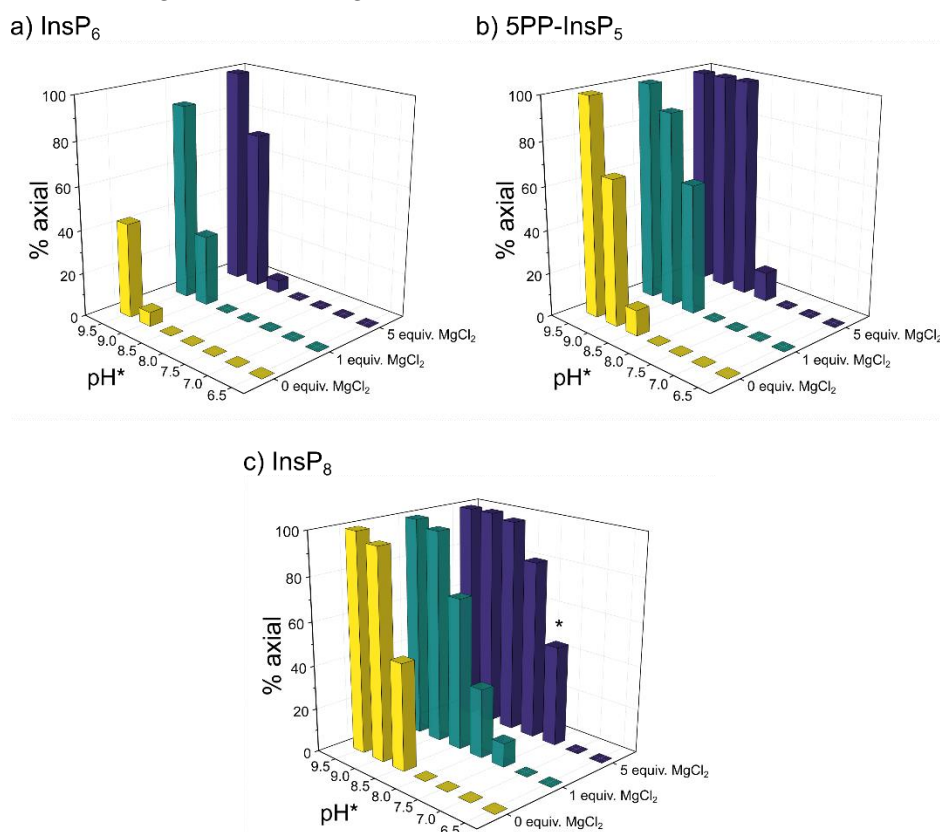 a) InsP₆
b) 5PP-InsP₅
100
80
60
40
20
0
% axial
9.5
9.0
8.5
8.0
7.5
7.0
6.5
pH*
0 equiv. MgCl₂
1 equiv. MgCl₂
5 equiv. MgCl₂
100
80
60
40
20
0
% axial
9.5
9.0
8.5
8.0
7.5
7.0
6.5
pH*
0 equiv. MgCl₂
1 equiv. MgCl₂
5 equiv. MgCl₂
c) InsP₈
100
80
60
40
20
0
% axial
*
9.5
9.0
8.5
8.0
7.5
7.0
6.5
pH*
0 equiv. MgCl₂
1 equiv. MgCl₂
5 equiv. MgCl₂